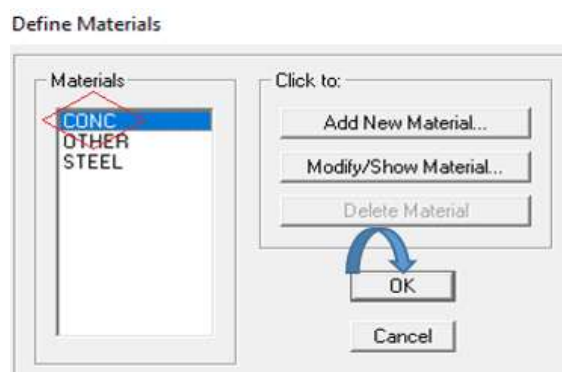 Define Materials
Materials
CONC
OTHER
STEEL
Click to:
Add New Material...
Modify/Show Material...
Delete Material
OK
Cancel